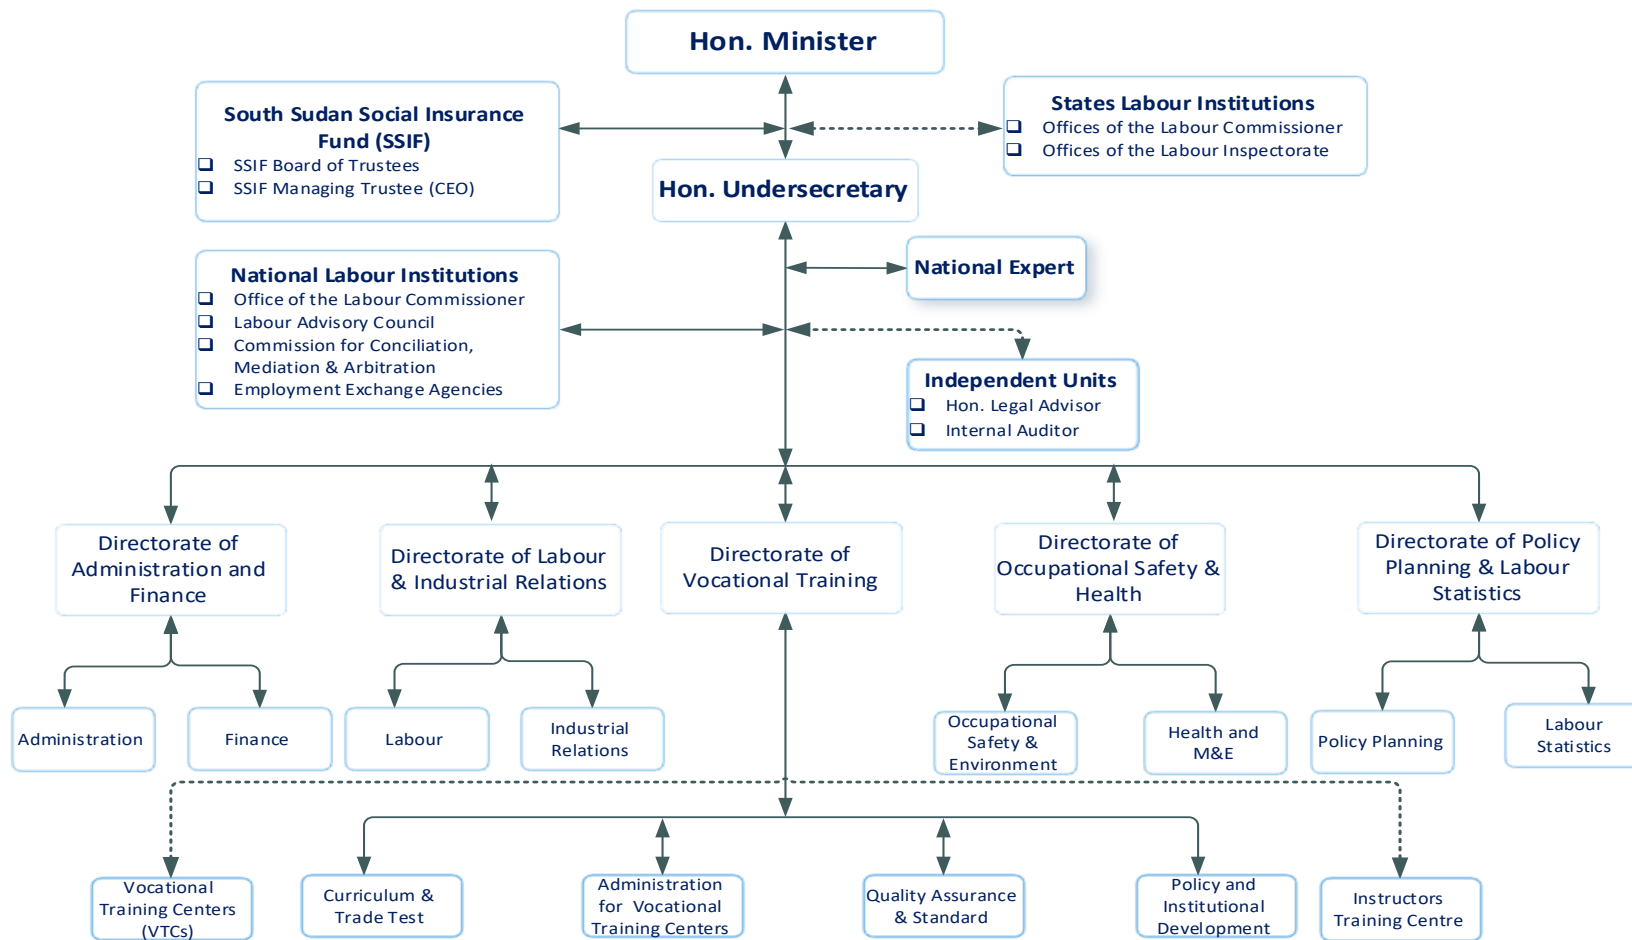 Hon. Minister
South Sudan Social Insurance
Fund (SSIF)
❑ SSIF Board of Trustees
❑ SSIF Managing Trustee (CEO)
States Labour Institutions
❑ Offices of the Labour Commissioner
❑ Offices of the Labour Inspectorate
Hon. Undersecretary
National Labour Institutions
❑ Office of the Labour Commissioner
❑ Labour Advisory Council
❑ Commission for Conciliation,
Mediation & Arbitration
❑ Employment Exchange Agencies
National Expert
Independent Units
❑ Hon. Legal Advisor
❑ Internal Auditor
Directorate of
Administration and
Finance
Directorate of Labour
& Industrial Relations
Directorate of
Vocational Training
Directorate of
Occupational Safety &
Health
Directorate of Policy
Planning & Labour
Statistics
Administration
Finance
Labour
Industrial
Relations
Occupational
Safety &
Environment
Health and
M&E
Policy Planning
Labour
Statistics
Vocational
Training Centers
(VTCs)
Curriculum &
Trade Test
Administration
for Vocational
Training Centers
Quality Assurance
& Standard
Policy and
Institutional
Development
Instructors
Training Centre